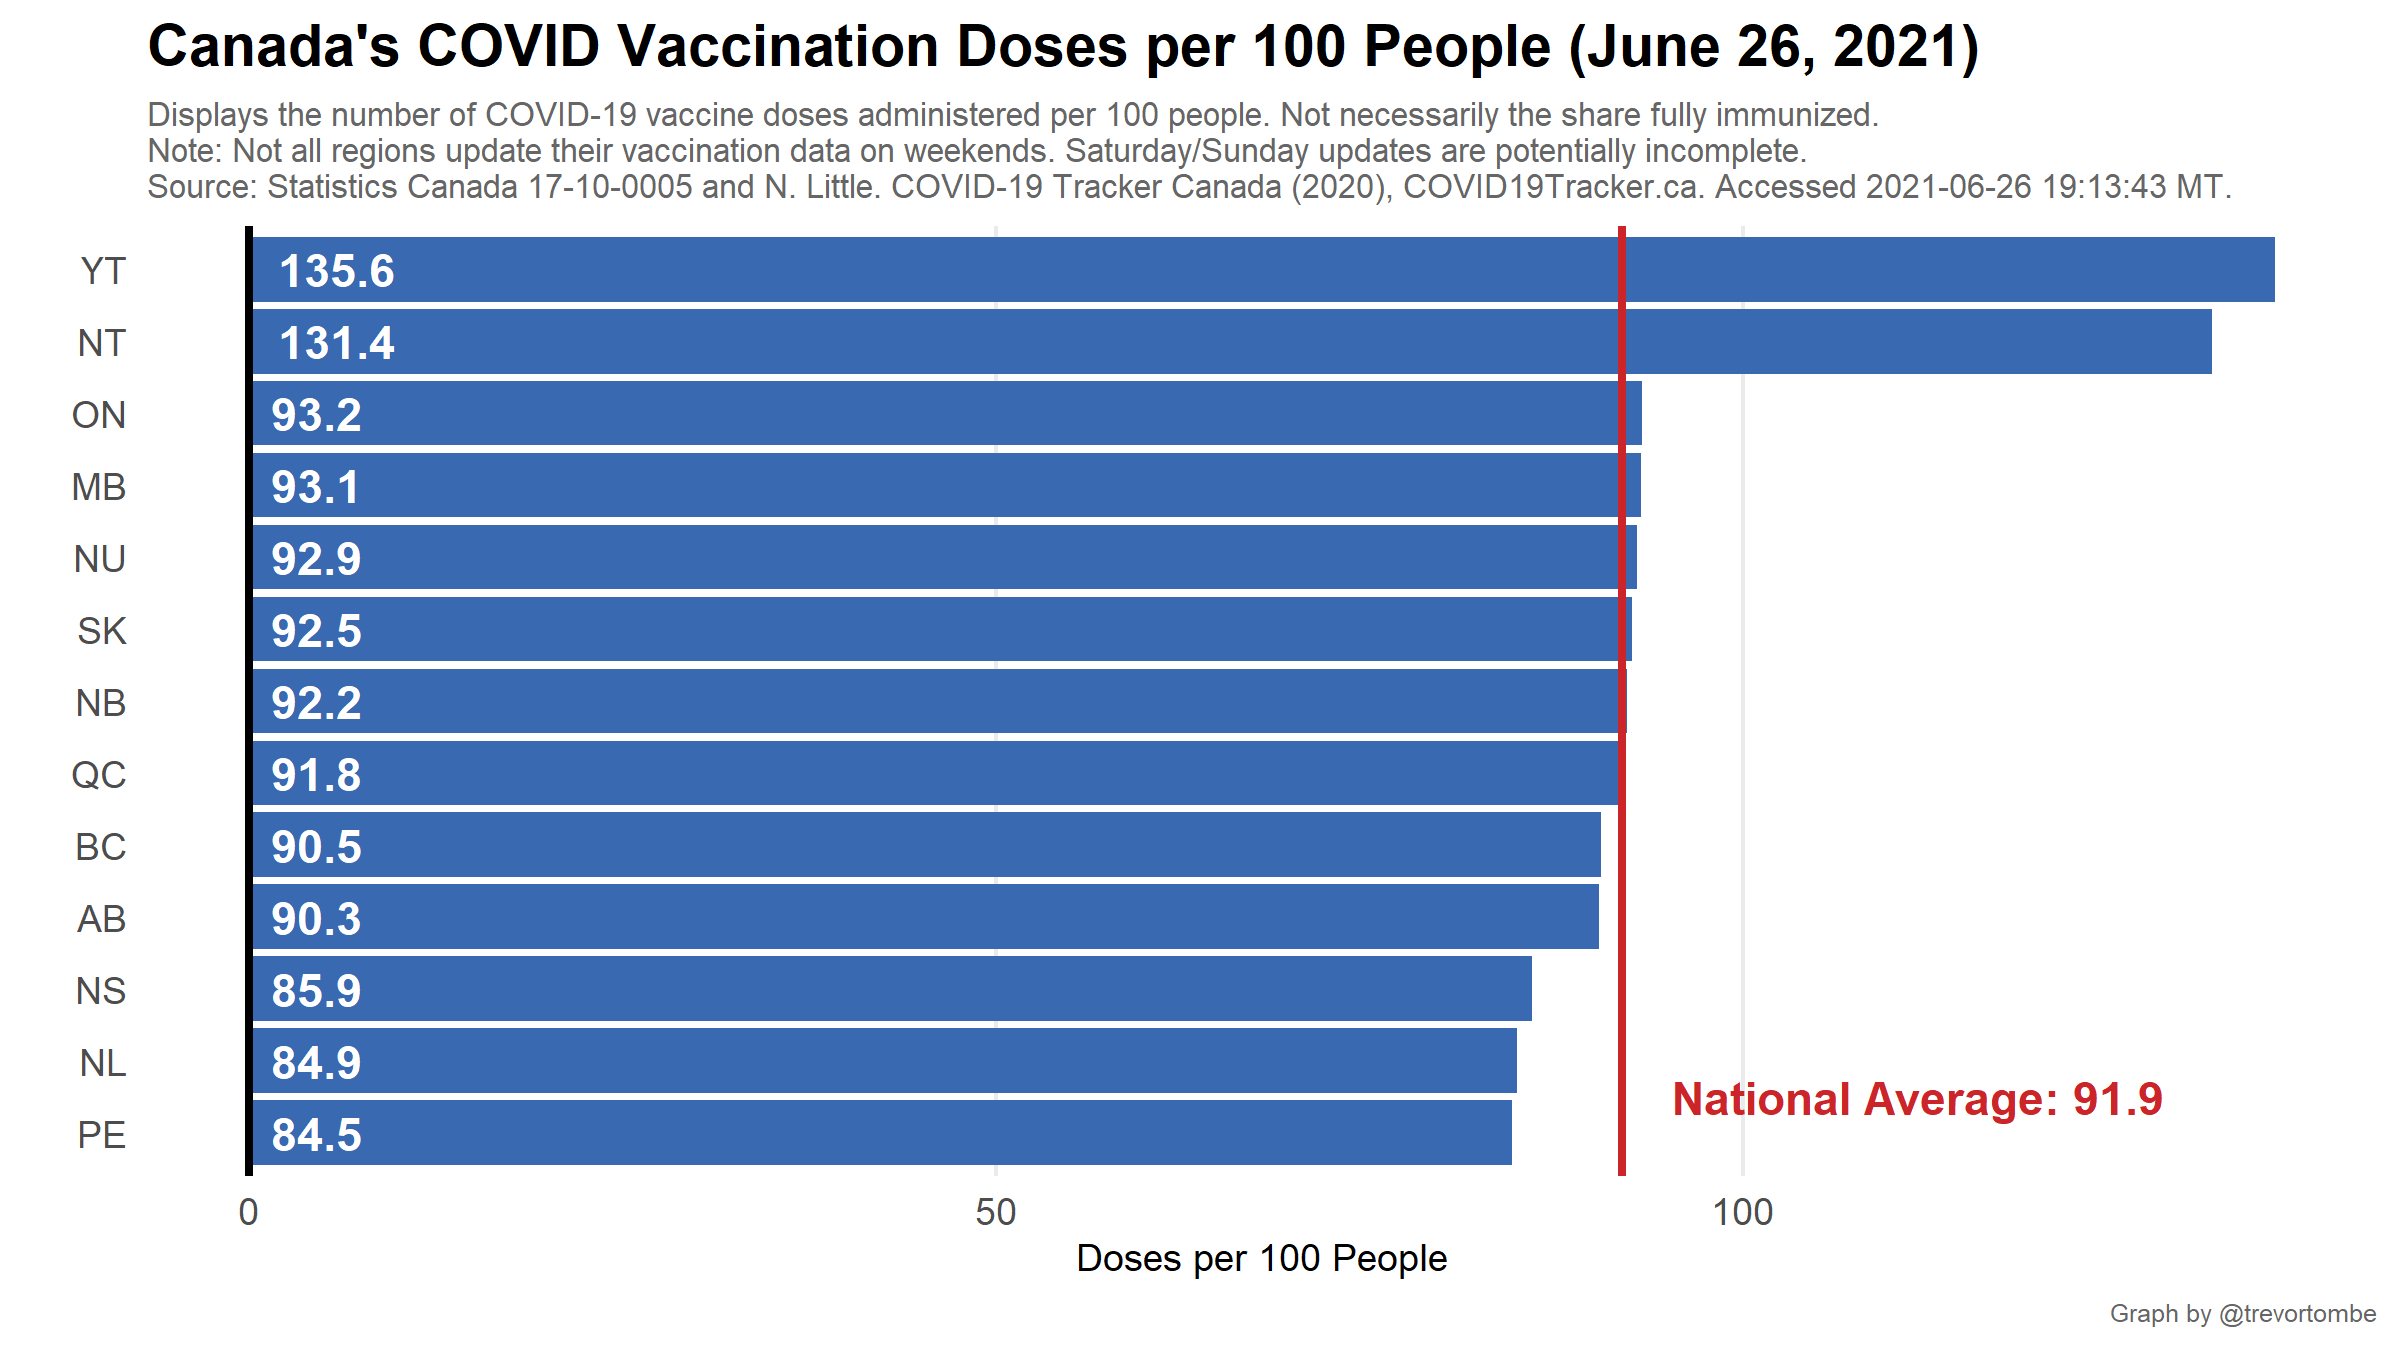 Canada's COVID Vaccination Doses per 100 People (June 26, 2021)
Displays the number of COVID-19 vaccine doses administered per 100 people. Not necessarily the share fully immunized.
Note: Not all regions update their vaccination data on weekends. Saturday/Sunday updates are potentially incomplete.
Source: Statistics Canada 17-10-0005 and N. Little. COVID-19 Tracker Canada (2020), COVID19Tracker.ca. Accessed 2021-06-26 19:13:43 MT.
YT 135.6
NT 131.4
ON 93.2
MB 93.1
NU 92.9
SK 92.5
NB 92.2
QC 91.8
BC 90.5
AB 90.3
NS 85.9
NL 84.9
National Average: 91.9
PE 84.5
0 50 100
Doses per 100 People
Graph by @trevortombe